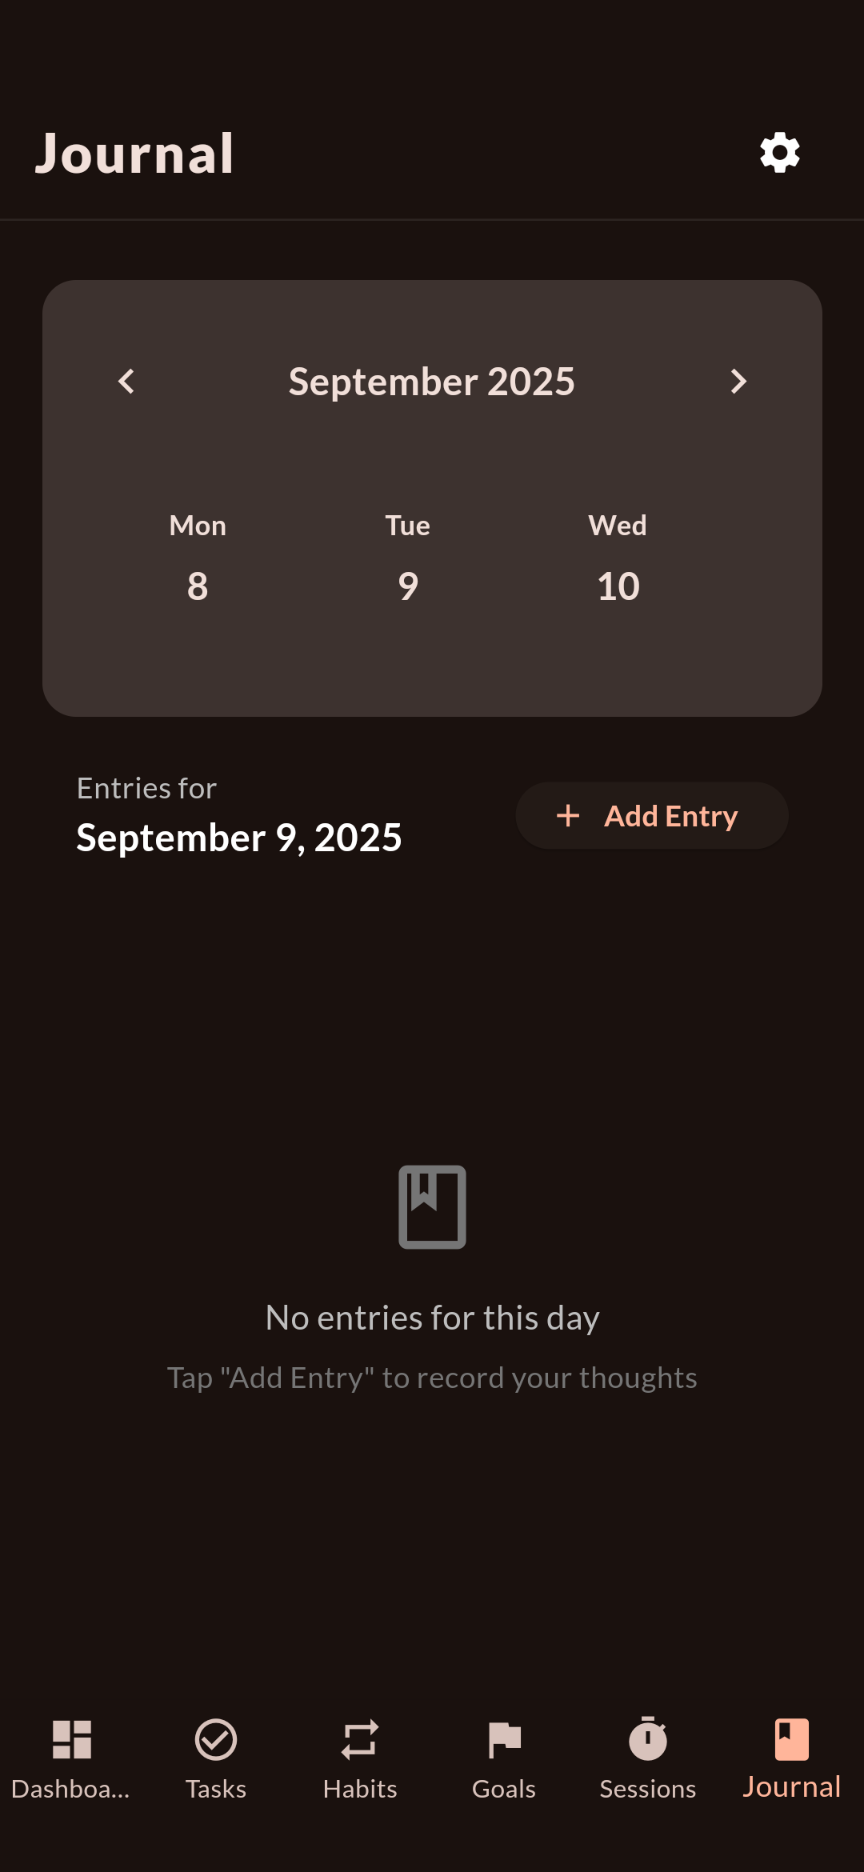 Journal
September 2025
Mon Tue Wed
8 9 10
Entries for
September 9, 2025
+ Add Entry
No entries for this day
Tap "Add Entry" to record your thoughts
Dashboa... Tasks Habits Goals Sessions Journal